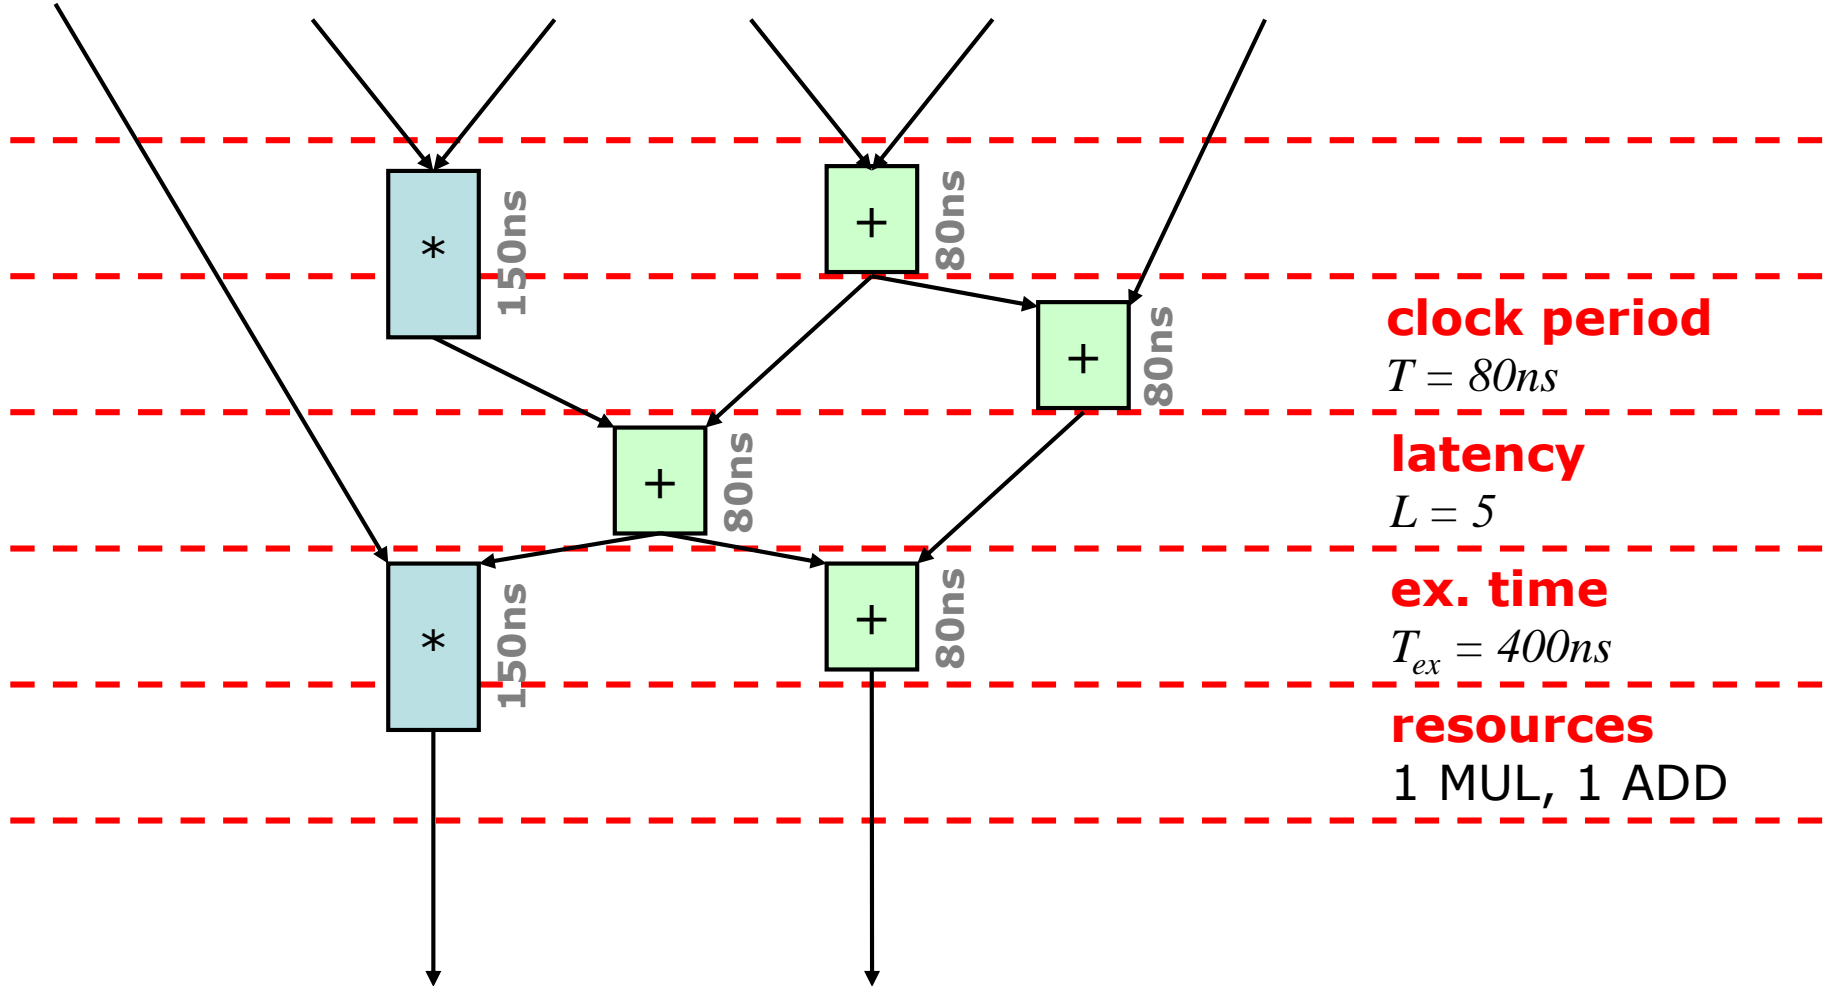 *
150ns
+
80ns
+
80ns
clock period
T = 80ns
+
80ns
latency
L = 5
*
150ns
+
80ns
ex. time
Tex = 400ns
resources
1 MUL, 1 ADD